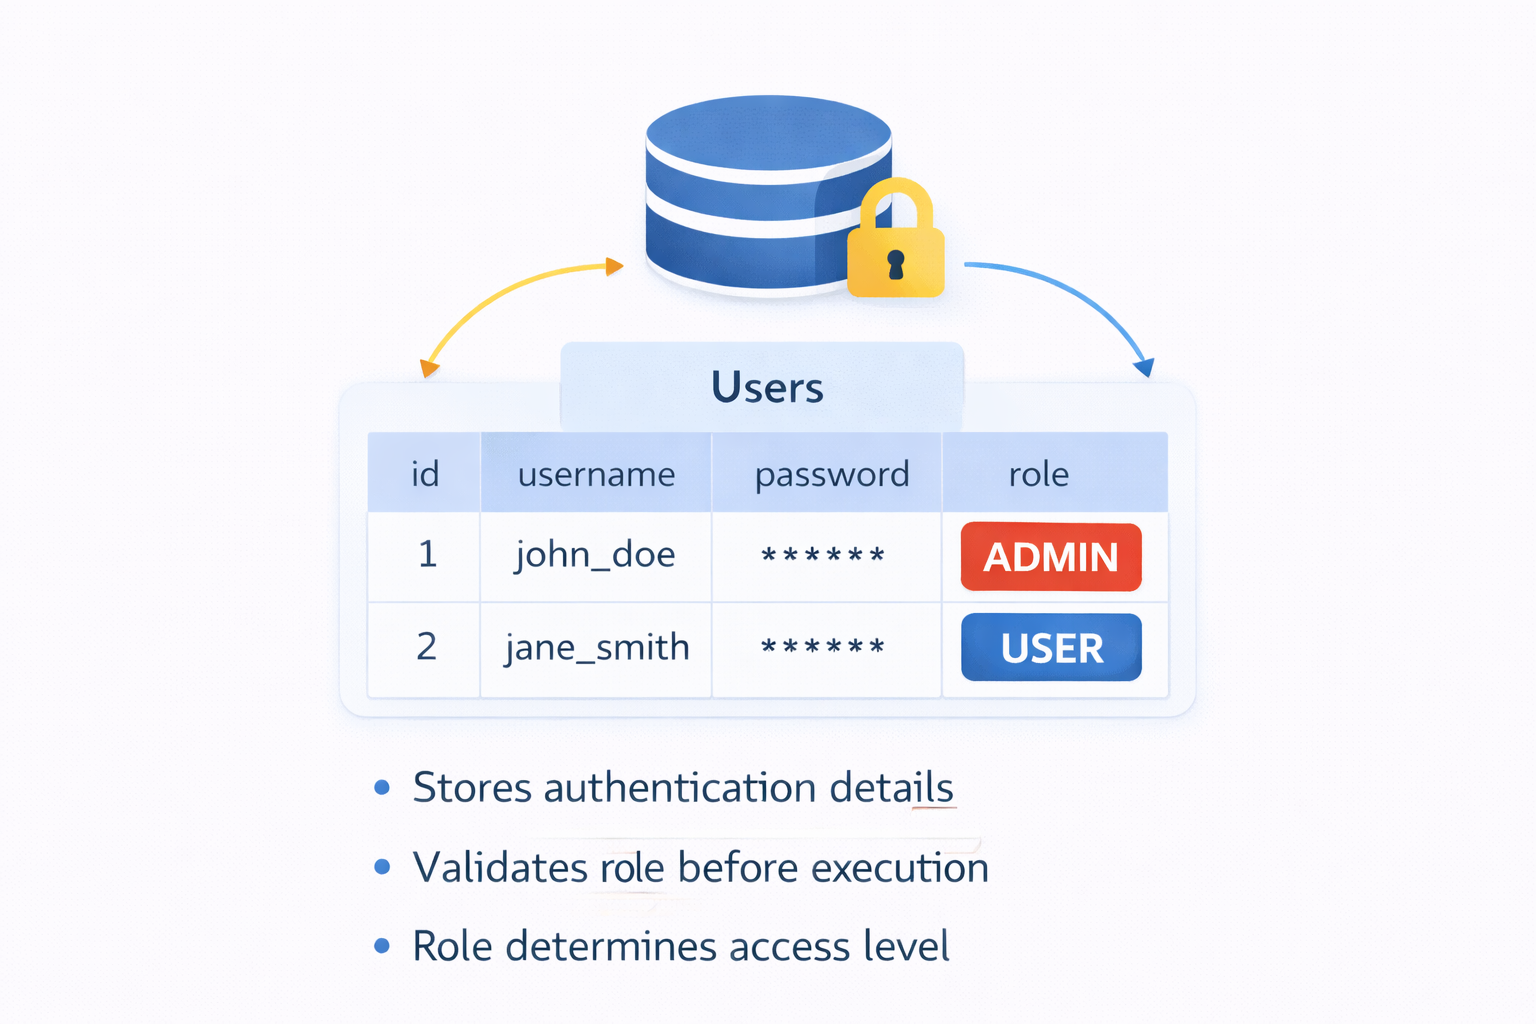 Users
id username password role
1 john_doe ****** ADMIN
2 jane_smith ****** USER
• Stores authentication details
• Validates role before execution
• Role determines access level